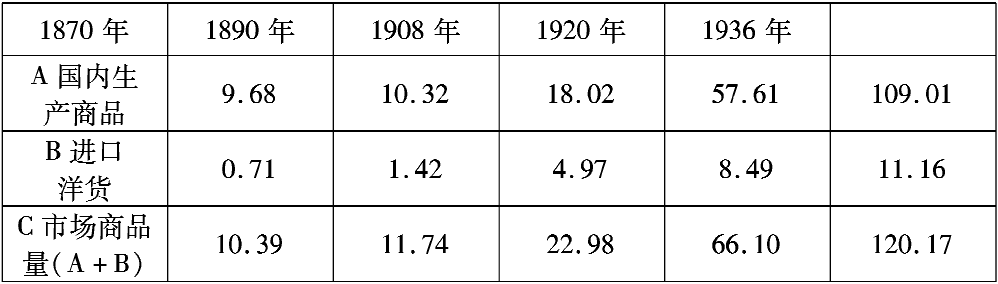 1870 年 1890 年 1908 年 1920 年 1936 年
A 国内生
产商品 9.68 10.32 18.02 57.61 109.01
B 进口
洋货 0.71 1.42 4.97 8.49 11.16
C 市场商品
量(A+B) 10.39 11.74 22.98 66.10 120.17